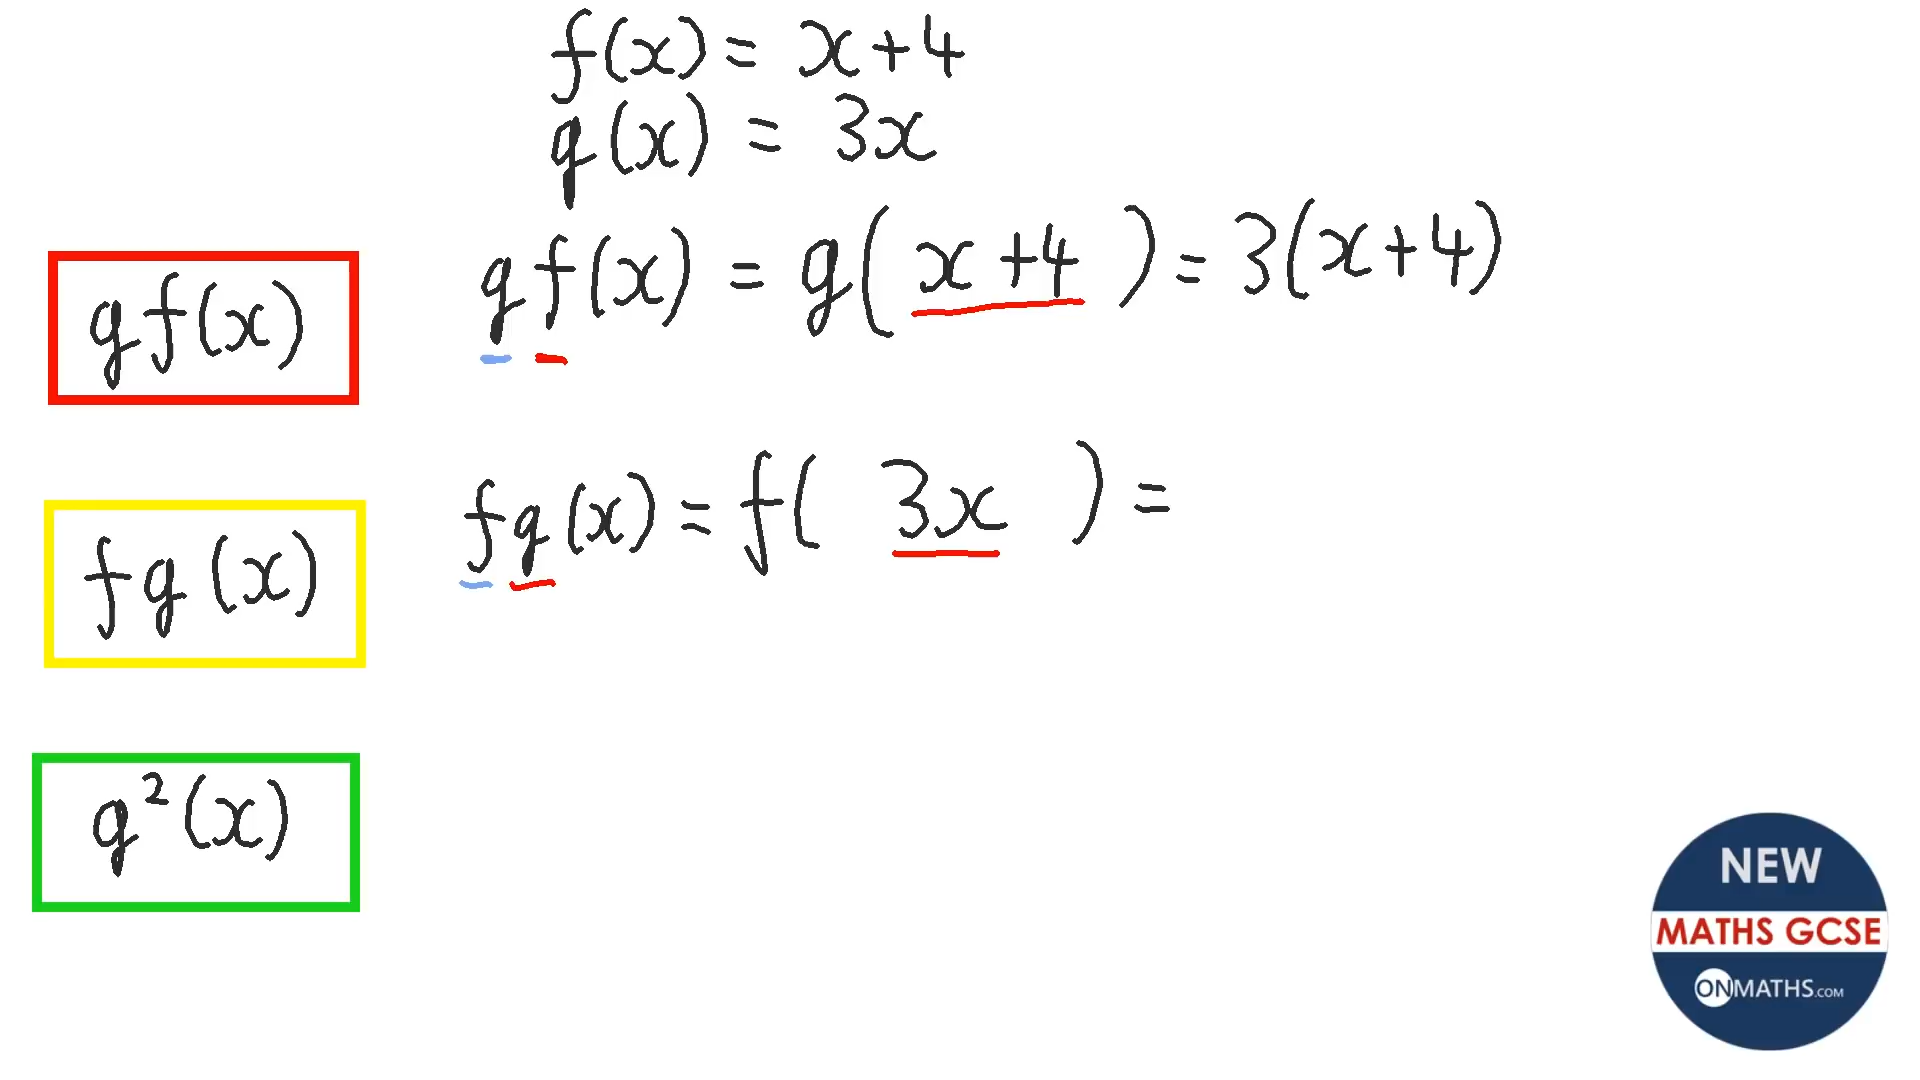 f(x) = x+4
g(x) = 3x
gf(x)
gf(x) = g( x+4 ) = 3(x+4)
fg(x)
fg(x) = f( 3x ) =
g²(x)
NEW
MATHS GCSE
ONMATHS.COM